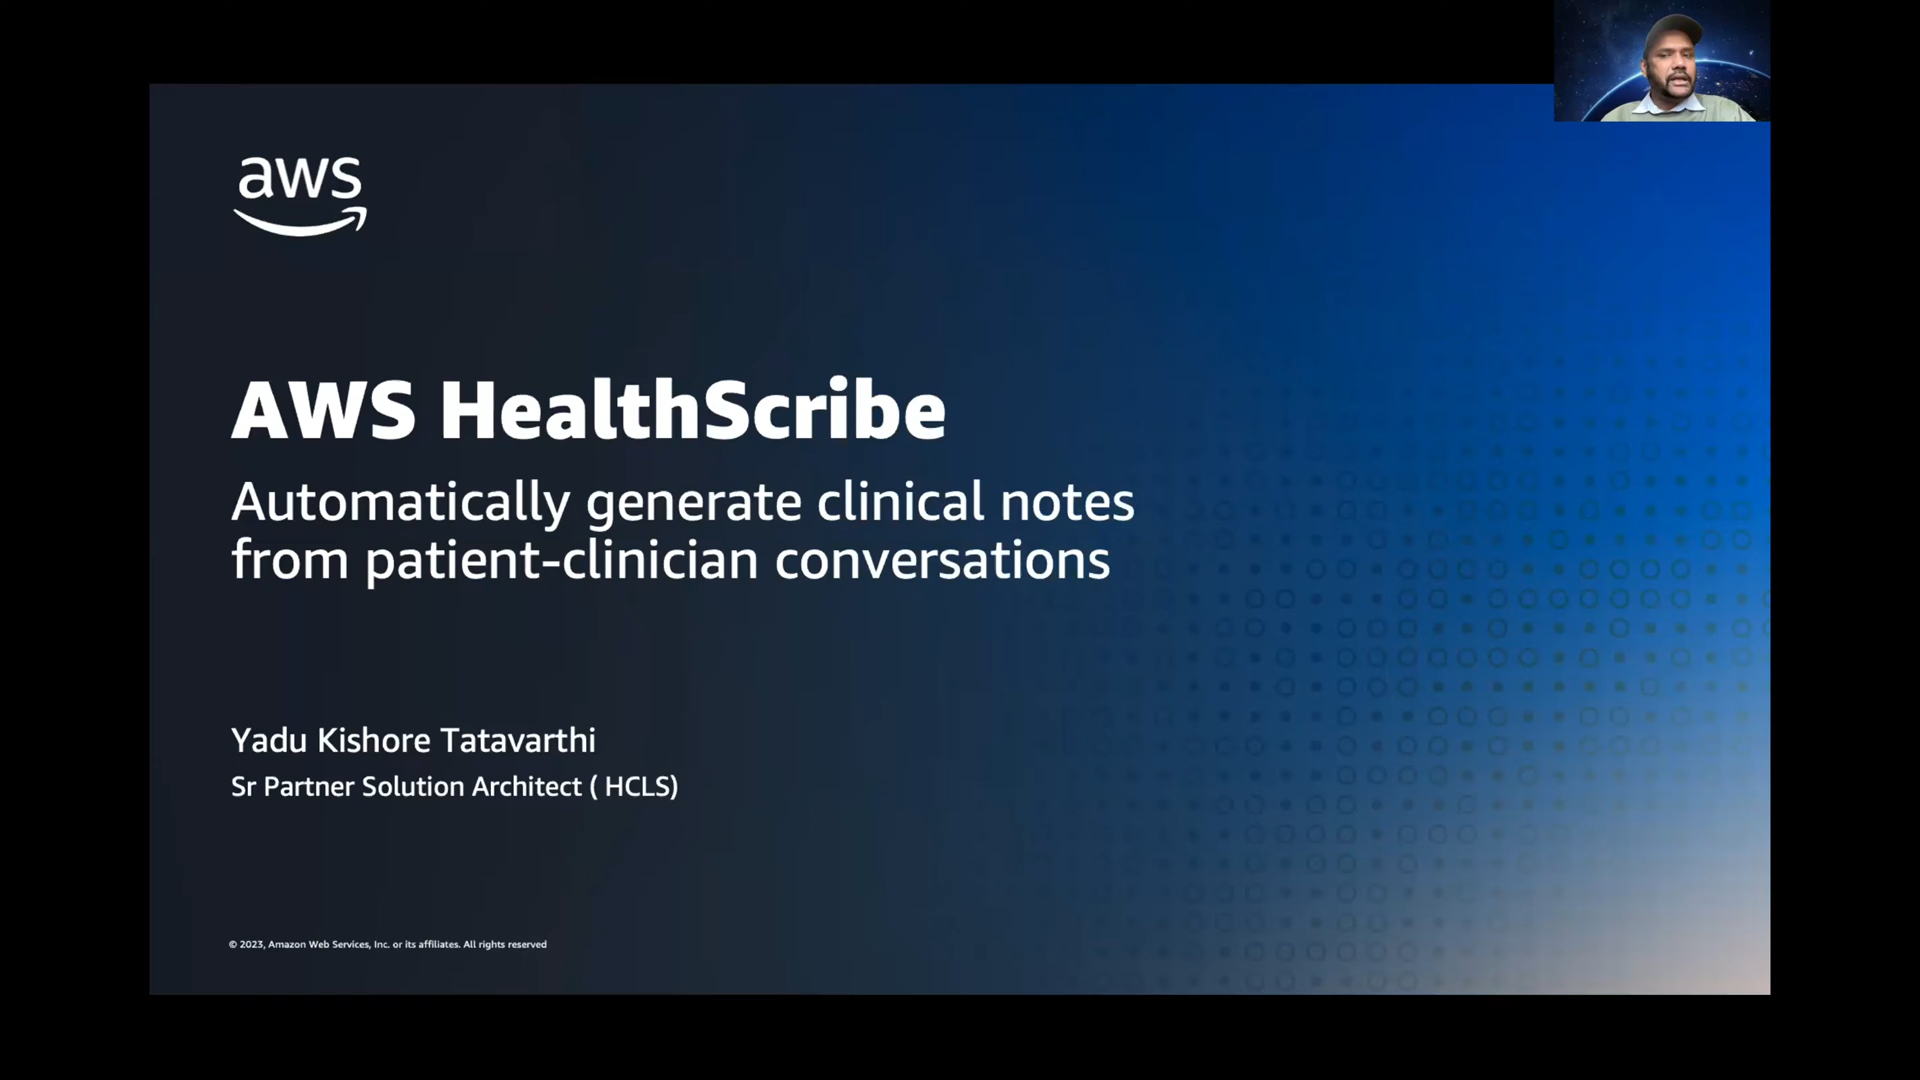 aws
AWS HealthScribe
Automatically generate clinical notes
from patient-clinician conversations
Yadu Kishore Tatavarthi
Sr Partner Solution Architect ( HCLS)
© 2023, Amazon Web Services, Inc. or its affiliates. All rights reserved